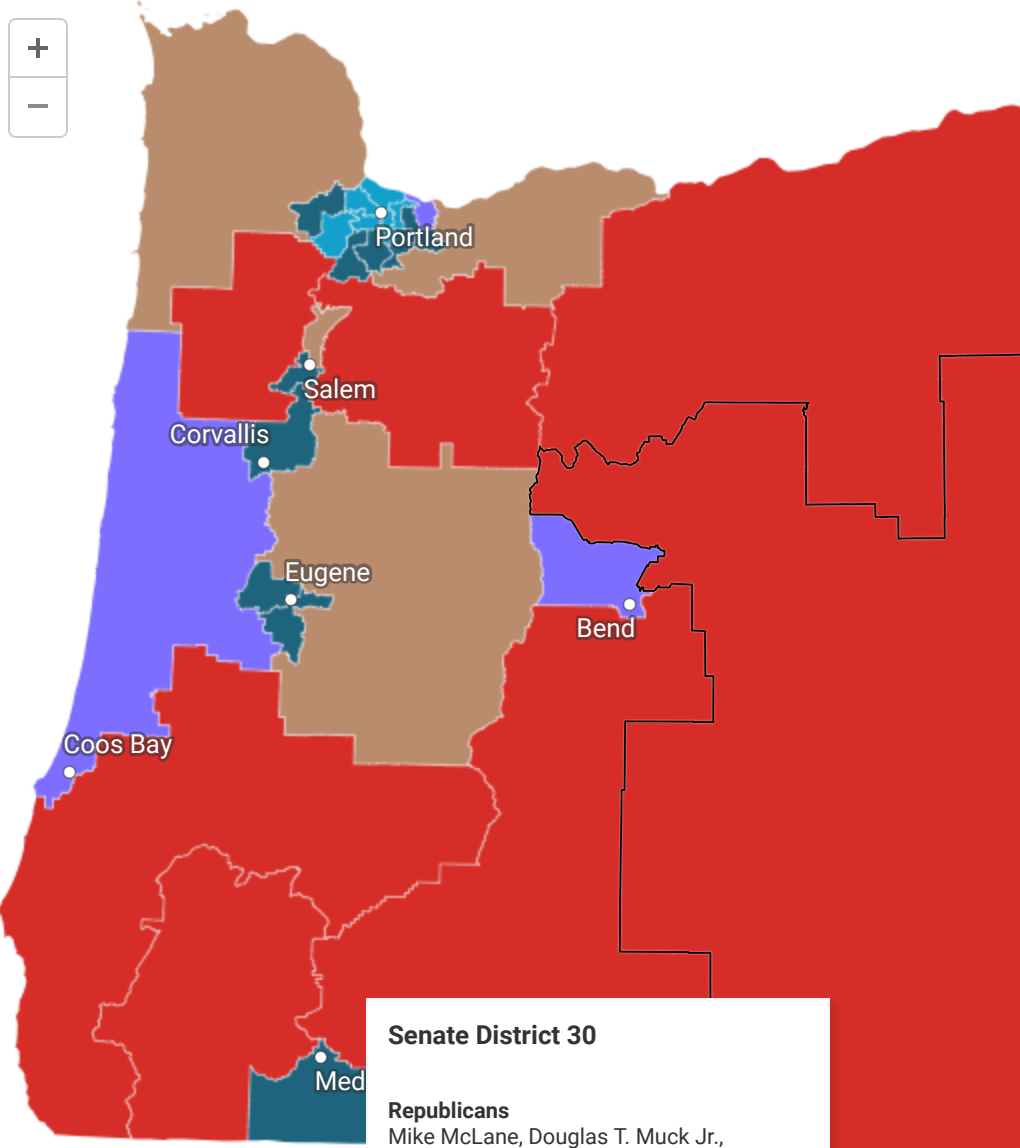 +
−
Portland
Salem
Corvallis
Eugene
Bend
Coos Bay
Med
Senate District 30
Republicans
Mike McLane, Douglas T. Muck Jr.,